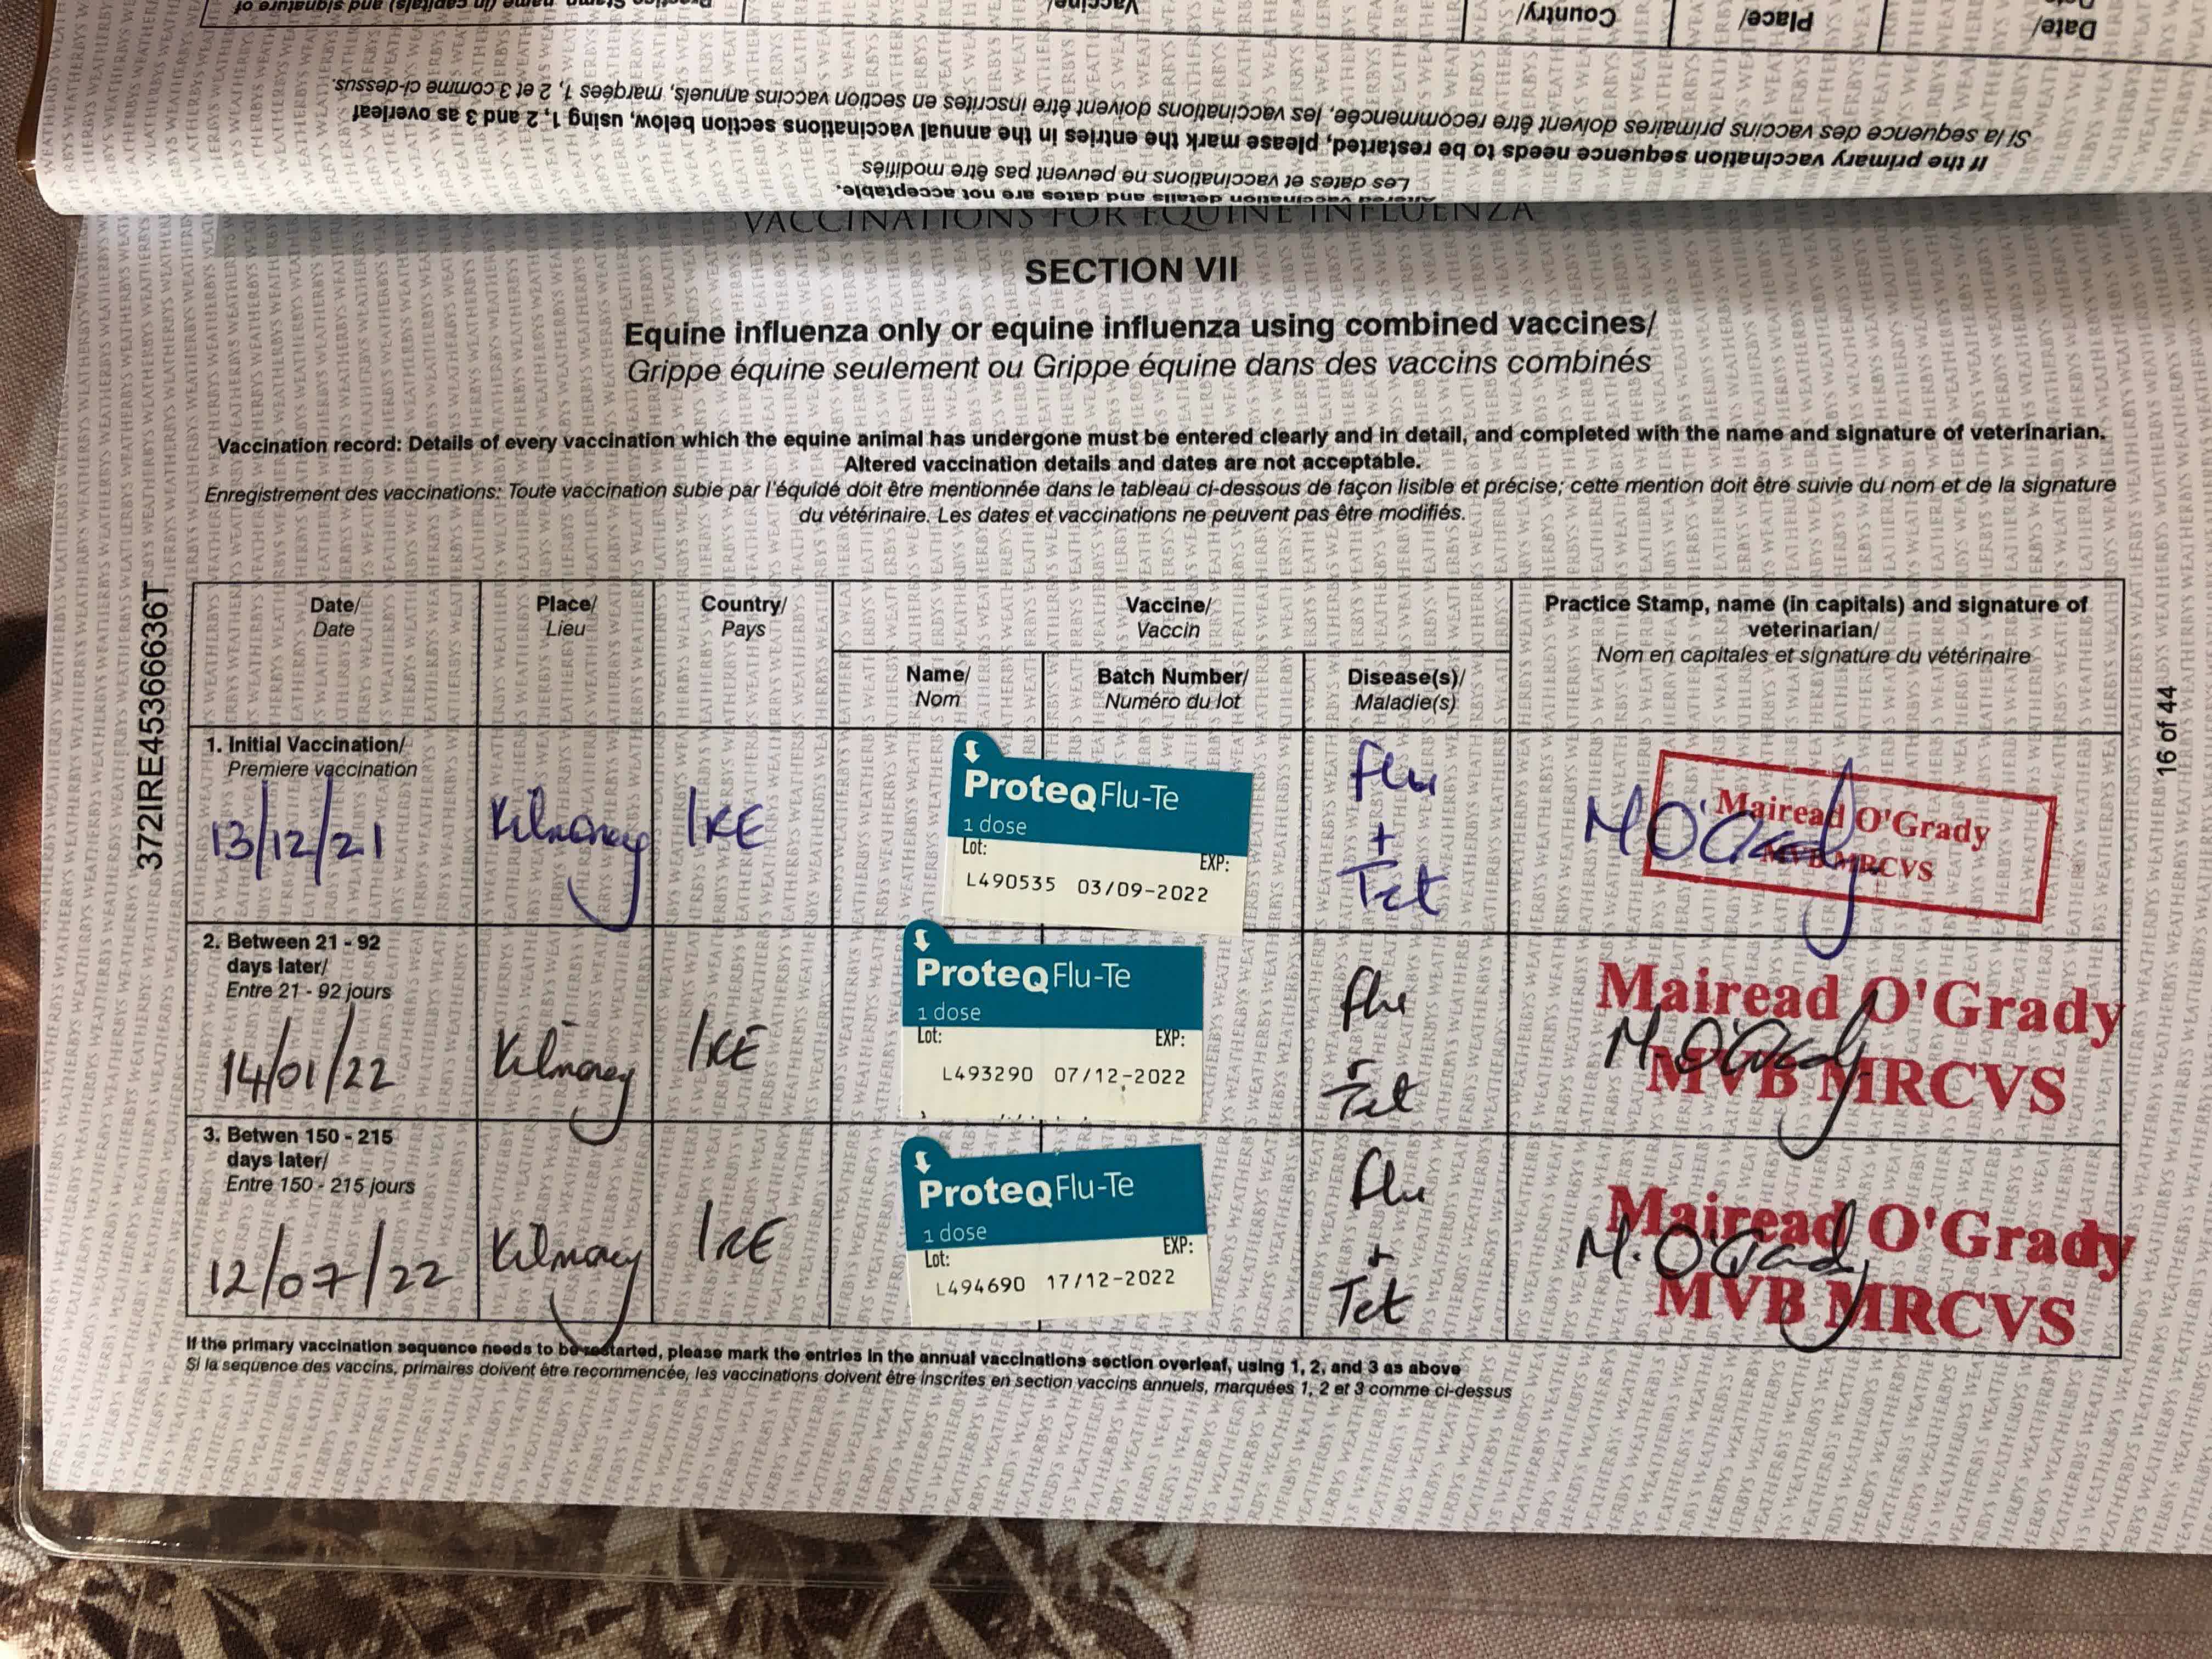 Date/
Place/
Country/
Vaccine/
Si la sequence des vaccins primaires doivent être recommencée, les vaccinations doivent être inscrites en section vaccins annuels, marqées 1, 2 et 3 comme ci-dessus.
If the primary vaccination sequence needs to be restarted, please mark the entries in the annual vaccinations section below, using 1, 2 and 3 as overleaf
Les dates et vaccinations ne peuvent pas être modifiés
Altered vaccination details and dates are not acceptable.
VACCINATIONS FOR EQUINE INFLUENZA
SECTION VII
Equine influenza only or equine influenza using combined vaccines/
Grippe équine seulement ou Grippe équine dans des vaccins combinés
Vaccination record: Details of every vaccination which the equine animal has undergone must be entered clearly and in detail, and completed with the name and signature of veterinarian.
Altered vaccination details and dates are not acceptable.
Enregistrement des vaccinations: Toute vaccination subie par l'équidé doit être mentionnée dans le tableau ci-dessous de façon lisible et précise; cette mention doit être suivie du nom et de la signature
du vétérinaire. Les dates et vaccinations ne peuvent pas être modifiés.
372IRE45366636T
16 of 44
Date/
Date
Place/
Lieu
Country/
Pays
Vaccine/
Vaccin
Practice Stamp, name (in capitals) and signature of
veterinarian/
Nom en capitales et signature du vétérinaire
Name/
Nom
Batch Number/
Numéro du lot
Disease(s)/
Maladie(s)
1. Initial Vaccination/
Premiere vaccination
13/12/21
IRE
ProteqFlu-Te
1 dose
Lot:
EXP:
L490535 03/09-2022
Flu
+
Tet
M O'Grady
Mairead O'Grady
MVB MRCVS
2. Between 21 - 92
days later/
Entre 21 - 92 jours
14/01/22
IRE
ProteqFlu-Te
1 dose
Lot:
EXP:
L493290 07/12-2022
Flu
+
Tet
M. O'Grady
Mairead O'Grady
MVB MRCVS
3. Betwen 150 - 215
days later/
Entre 150 - 215 jours
12/07/22
IRE
ProteqFlu-Te
1 dose
Lot:
EXP:
L494690 17/12-2022
Flu
+
Tet
M. O'Grady
Mairead O'Grady
MVB MRCVS
If the primary vaccination sequence needs to be restarted, please mark the entries in the annual vaccinations section overleaf, using 1, 2, and 3 as above
Si la sequence des vaccins, primaires doivent être recommencée, les vaccinations doivent être inscrites en section vaccins annuels, marquées 1, 2 et 3 comme ci-dessus